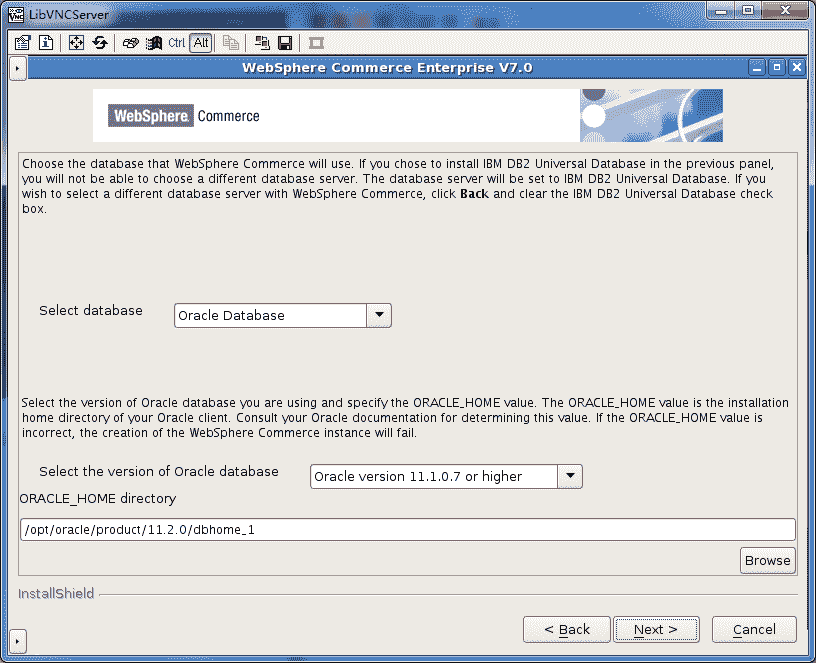 LibVNCServer
Ctrl Alt
WebSphere Commerce Enterprise V7.0
WebSphere. Commerce
Choose the database that WebSphere Commerce will use. If you chose to install IBM DB2 Universal Database in the previous panel,
you will not be able to choose a different database server. The database server will be set to IBM DB2 Universal Database. If you
wish to select a different database server with WebSphere Commerce, click Back and clear the IBM DB2 Universal Database check
box.
Select database
Oracle Database
Select the version of Oracle database you are using and specify the ORACLE_HOME value. The ORACLE_HOME value is the installation
home directory of your Oracle client. Consult your Oracle documentation for determining this value. If the ORACLE_HOME value is
incorrect, the creation of the WebSphere Commerce instance will fail.
Select the version of Oracle database
Oracle version 11.1.0.7 or higher
ORACLE_HOME directory
/opt/oracle/product/11.2.0/dbhome_1
Browse
InstallShield
< Back
Next >
Cancel